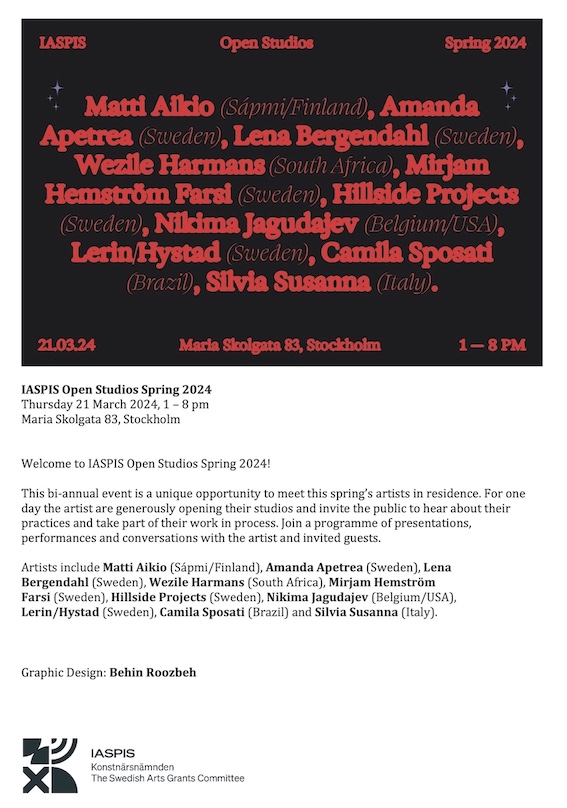 IASPIS Open Studios Spring 2024
Matti Aikio (Sápmi/Finland), Amanda
Apetrea (Sweden), Lena Bergendahl (Sweden),
Wezile Harmans (South Africa), Mirjam
Hemström Farsi (Sweden), Hillside Projects
(Sweden), Nikima Jagudajev (Belgium/USA),
Lerin/Hystad (Sweden), Camila Sposati
(Brazil), Silvia Susanna (Italy).
21.03.24 Maria Skolgata 83, Stockholm 1 — 8 PM
IASPIS Open Studios Spring 2024
Thursday 21 March 2024, 1 – 8 pm
Maria Skolgata 83, Stockholm
Welcome to IASPIS Open Studios Spring 2024!
This bi-annual event is a unique opportunity to meet this spring's artists in residence. For one
day the artist are generously opening their studios and invite the public to hear about their
practices and take part of their work in process. Join a programme of presentations,
performances and conversations with the artist and invited guests.
Artists include Matti Aikio (Sápmi/Finland), Amanda Apetrea (Sweden), Lena
Bergendahl (Sweden), Wezile Harmans (South Africa), Mirjam Hemström
Farsi (Sweden), Hillside Projects (Sweden), Nikima Jagudajev (Belgium/USA),
Lerin/Hystad (Sweden), Camila Sposati (Brazil) and Silvia Susanna (Italy).
Graphic Design: Behin Roozbeh
IASPIS
Konstnärsnämnden
The Swedish Arts Grants Committee